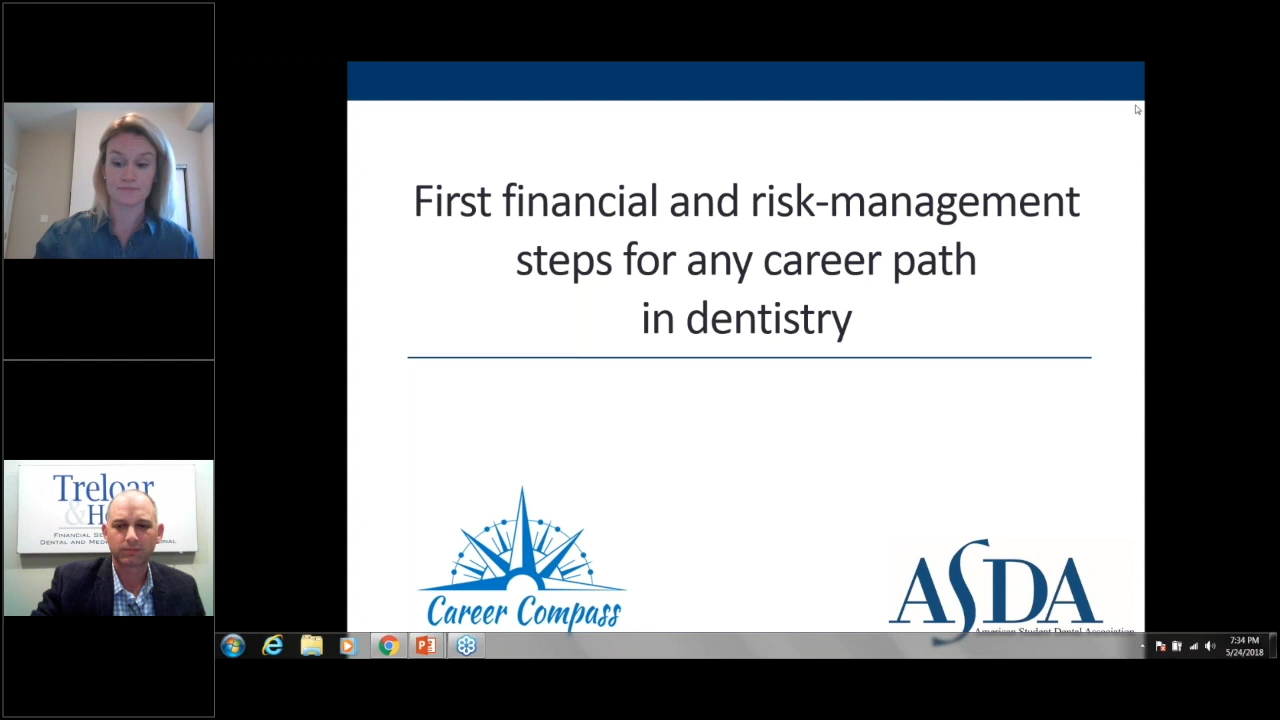 First financial and risk-management
steps for any career path
in dentistry
Career Compass
ASDA
American Student Dental Association
Treloar
&
FINANCIAL
DENTAL AND
7:34 PM
5/24/2018